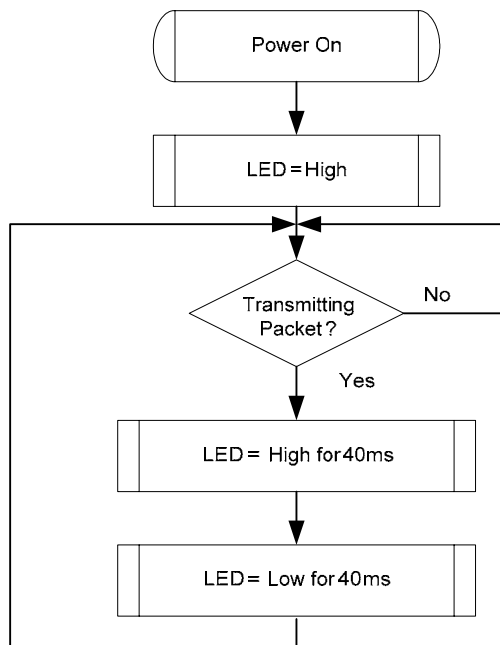 Power On
LED = High
Transmitting
Packet ?
No
Yes
LED = High for 40ms
LED = Low for 40ms